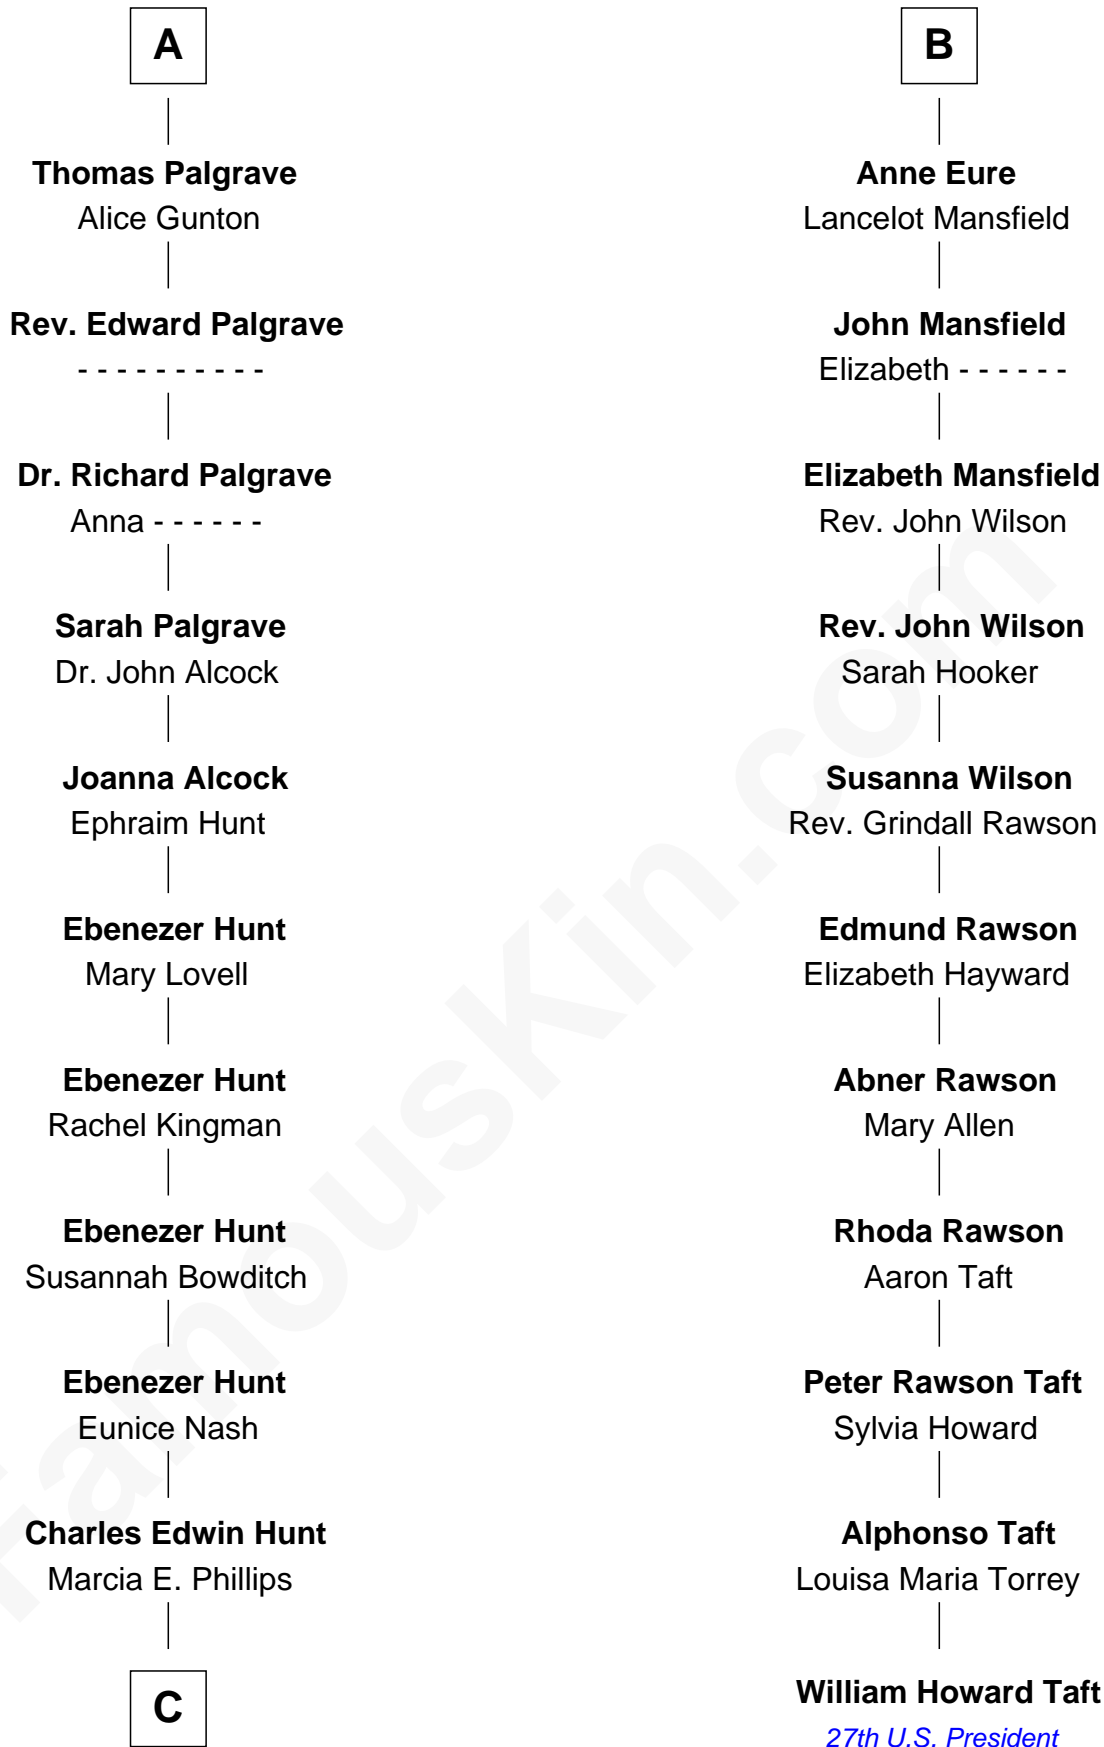 A
Thomas Palgrave
Alice Gunton
Rev. Edward Palgrave
- - - - - - - - - -
Dr. Richard Palgrave
Anna - - - - - -
Sarah Palgrave
Dr. John Alcock
Joanna Alcock
Ephraim Hunt
Ebenezer Hunt
Mary Lovell
Ebenezer Hunt
Rachel Kingman
Ebenezer Hunt
Susannah Bowditch
Ebenezer Hunt
Eunice Nash
Charles Edwin Hunt
Marcia E. Phillips
C
B
Anne Eure
Lancelot Mansfield
John Mansfield
Elizabeth - - - - - -
Elizabeth Mansfield
Rev. John Wilson
Rev. John Wilson
Sarah Hooker
Susanna Wilson
Rev. Grindall Rawson
Edmund Rawson
Elizabeth Hayward
Abner Rawson
Mary Allen
Rhoda Rawson
Aaron Taft
Peter Rawson Taft
Sylvia Howard
Alphonso Taft
Louisa Maria Torrey
William Howard Taft
27th U.S. President
FamousKin.com